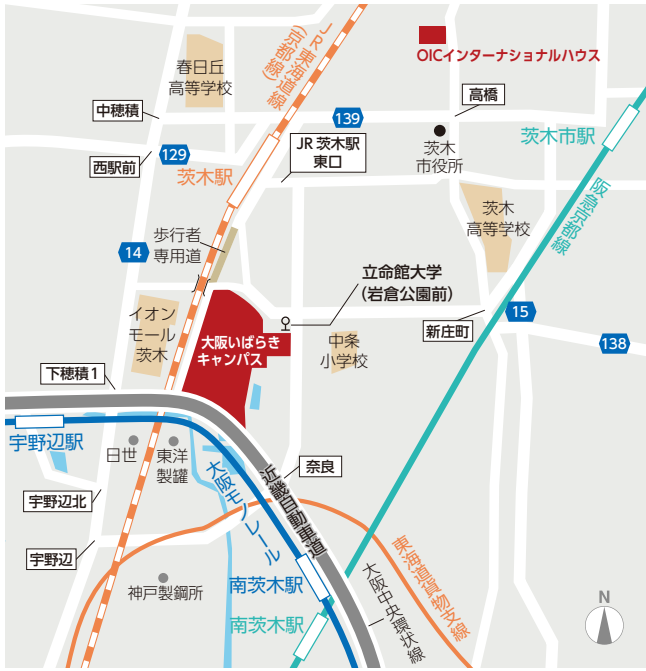 OICインターナショナルハウス
JR東海道線
(京都線)
春日丘
高等学校
中穂積
139
高橋
茨木市駅
茨木
市役所
JR 茨木駅
東口
西駅前
129
茨木駅
阪急京都線
茨木
高等学校
歩行者
専用道
14
立命館大学
(岩倉公園前)
イオン
モール
茨木
大阪いばらき
キャンパス
中条
小学校
新庄町
15
138
下穂積1
宇野辺駅
日世
東洋
製罐
大阪モノレール
近畿自動車道
奈良
宇野辺北
宇野辺
東海道貨物支線
大阪中央環状線
神戸製鋼所
南茨木駅
南茨木駅
N